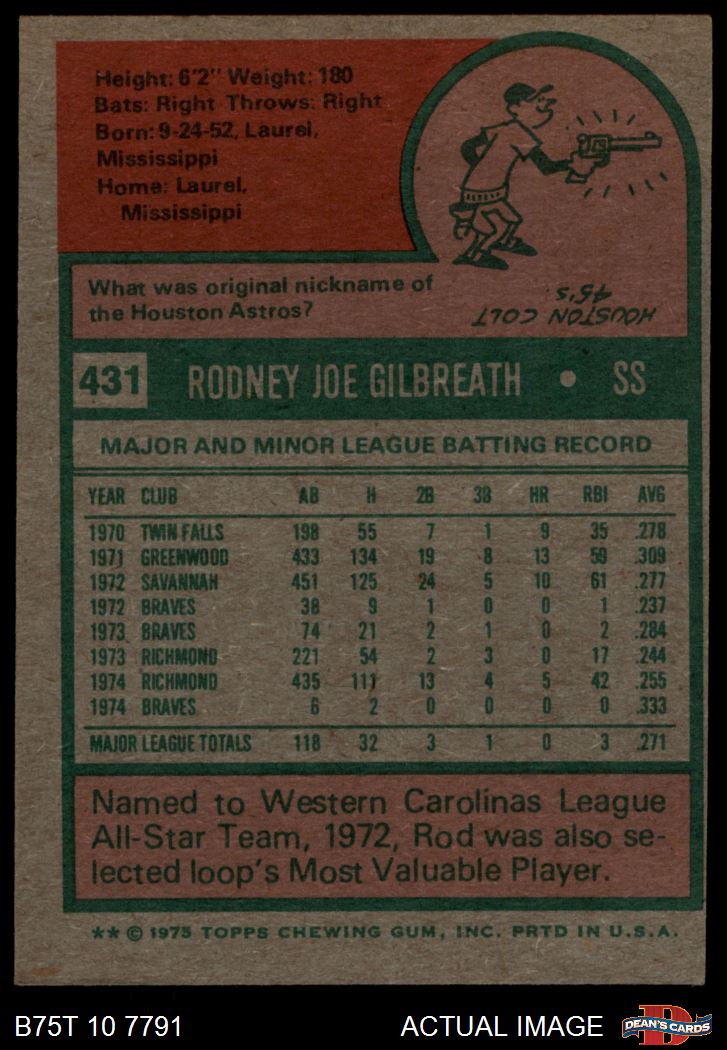 Height: 6'2" Weight: 180
Bats: Right Throws: Right
Born: 9-24-52, Laurel,
Mississippi
Home: Laurel,
Mississippi
What was original nickname of
the Houston Astros?
HOUSTON COLT
45'S
431 RODNEY JOE GILBREATH • SS
MAJOR AND MINOR LEAGUE BATTING RECORD
YEAR CLUB AB H 2B 3B HR RBI AVG
1970 TWIN FALLS 198 55 7 1 9 35 .278
1971 GREENWOOD 433 134 19 8 13 59 .309
1972 SAVANNAH 451 125 24 5 10 61 .277
1972 BRAVES 38 9 1 0 0 1 .237
1973 BRAVES 74 21 2 1 0 2 .284
1973 RICHMOND 221 54 2 3 0 17 .244
1974 RICHMOND 435 111 13 4 5 42 .255
1974 BRAVES 6 2 0 0 0 0 .333
MAJOR LEAGUE TOTALS 118 32 3 1 0 3 .271
Named to Western Carolinas League
All-Star Team, 1972, Rod was also se-
lected loop's Most Valuable Player.
** © 1975 TOPPS CHEWING GUM, INC. PRTD IN U.S.A.
B75T 10 7791 ACTUAL IMAGE
D
DEAN'S CARDS